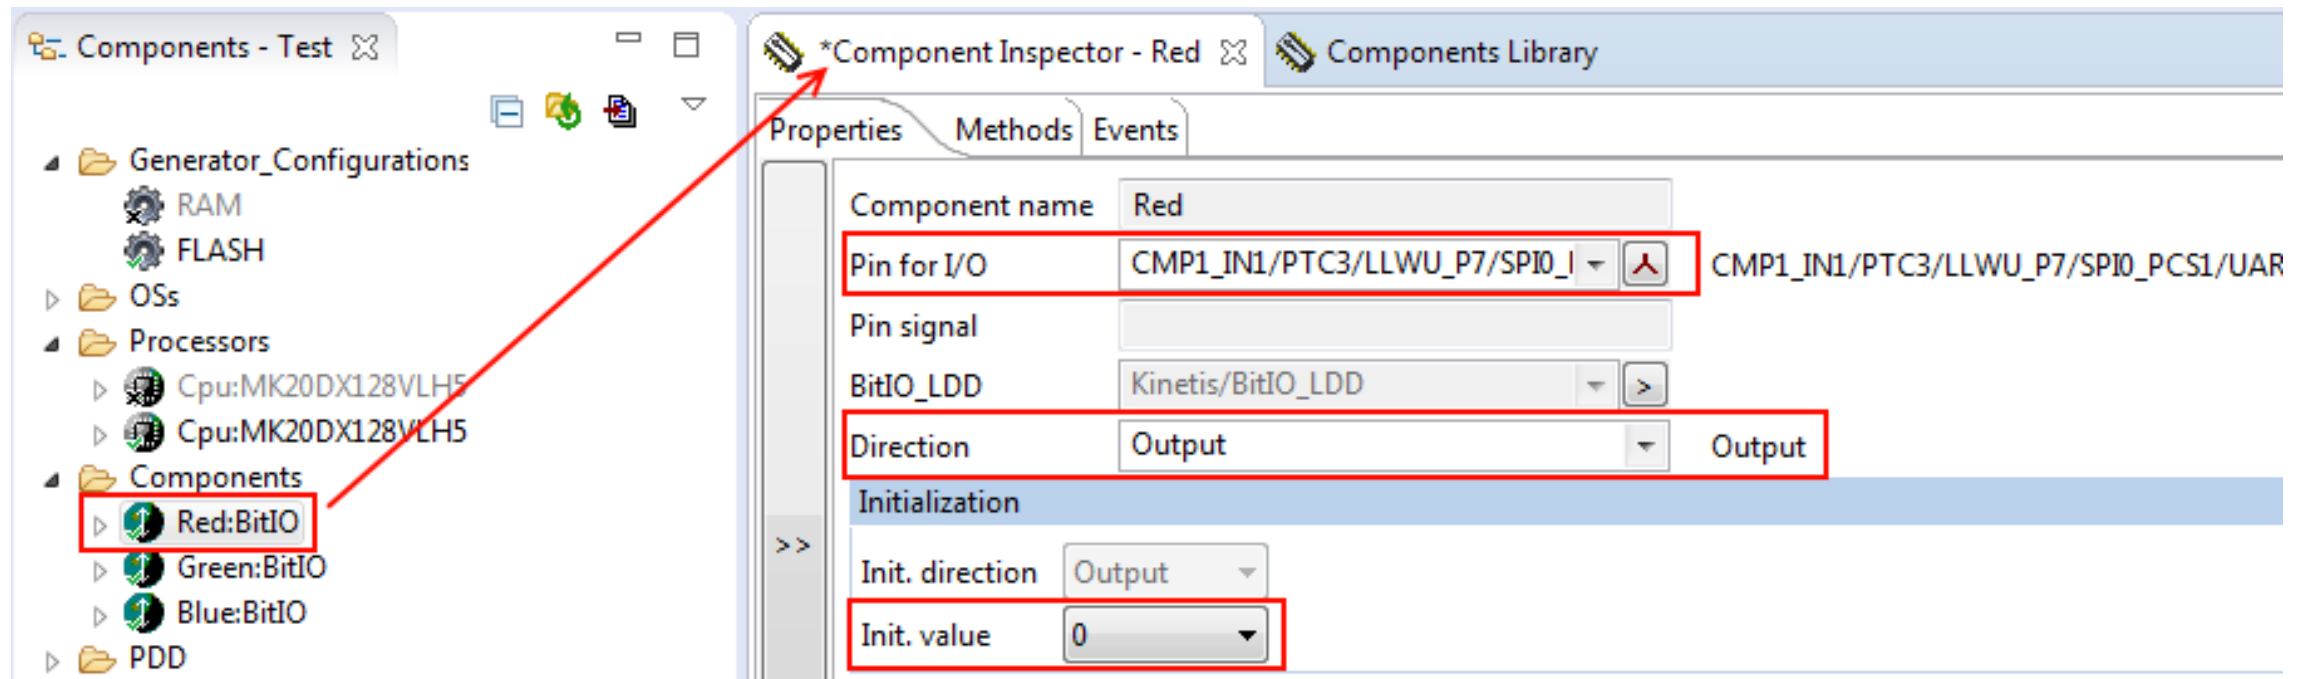 Components - Test
Generator_Configurations
RAM
FLASH
OSs
Processors
Cpu:MK20DX128VLH5
Cpu:MK20DX128VLH5
Components
Red:BitIO
Green:BitIO
Blue:BitIO
PDD
*Component Inspector - Red Components Library
Properties Methods Events
>>
Component name Red
Pin for I/O CMP1_IN1/PTC3/LLWU_P7/SPI0_ CMP1_IN1/PTC3/LLWU_P7/SPI0_PCS1/UAR
Pin signal
BitIO_LDD Kinetis/BitIO_LDD >
Direction Output Output
Initialization
Init. direction Output
Init. value 0